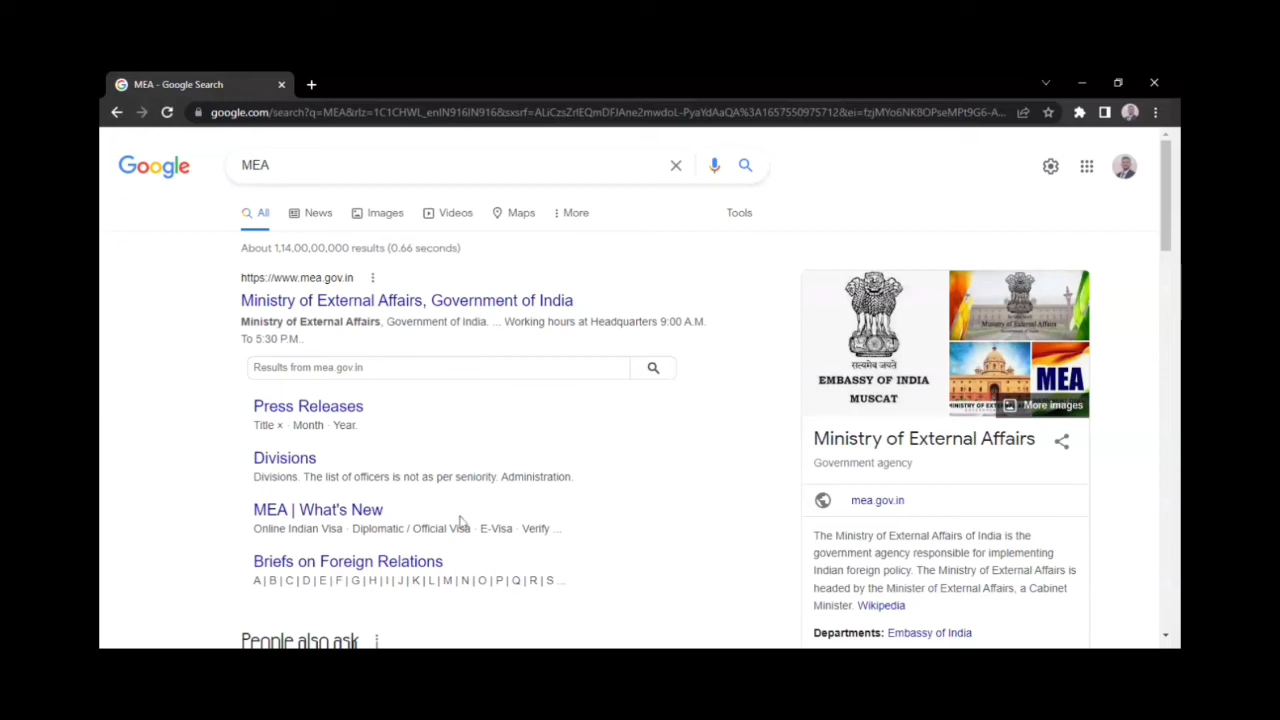 MEA - Google Search
google.com/search?q=MEA&rlz=1C1CHWL_enIN916IN916&sxsrf=ALiCzsZrlEQmDFJAne2mwdoL-PyaYdAaQA%3A1657550975712&ei=fzjMYo6NK8OPseMPt9G6-A...
Google
MEA
All
News
Images
Videos
Maps
More
Tools
About 1,14,00,00,000 results (0.66 seconds)
https://www.mea.gov.in
Ministry of External Affairs, Government of India
Ministry of External Affairs, Government of India. ... Working hours at Headquarters 9:00 A.M.
To 5:30 P.M..
Results from mea.gov.in
Press Releases
Title × · Month · Year.
Divisions
Divisions. The list of officers is not as per seniority. Administration.
MEA | What's New
Online Indian Visa · Diplomatic / Official Visa · E-Visa · Verify ...
Briefs on Foreign Relations
A | B | C | D | E | F | G | H | I | J | K | L | M | N | O | P | Q | R | S ...
People also ask
सत्यमेव जयते
EMBASSY OF INDIA
MUSCAT
MEA
More images
Ministry of External Affairs
Government agency
mea.gov.in
The Ministry of External Affairs of India is the
government agency responsible for implementing
Indian foreign policy. The Ministry of External Affairs is
headed by the Minister of External Affairs, a Cabinet
Minister. Wikipedia
Departments: Embassy of India